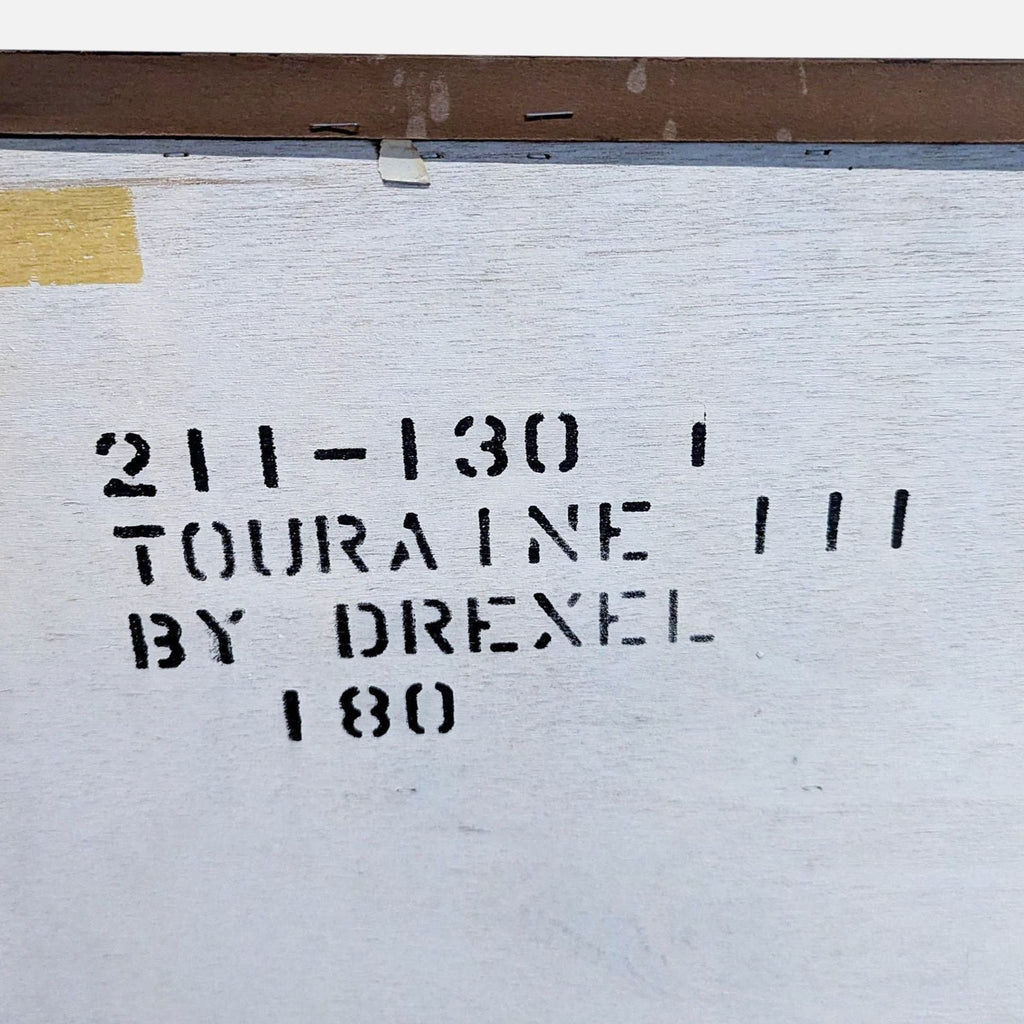 211-130 1
TOURAINE III
BY DREXEL
180